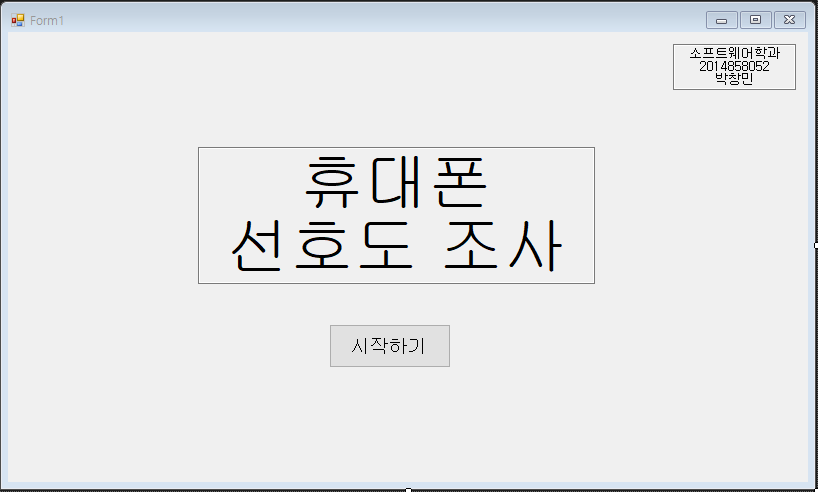 Form1
소프트웨어학과
2014858052
박창민
휴대폰
선호도 조사
시작하기